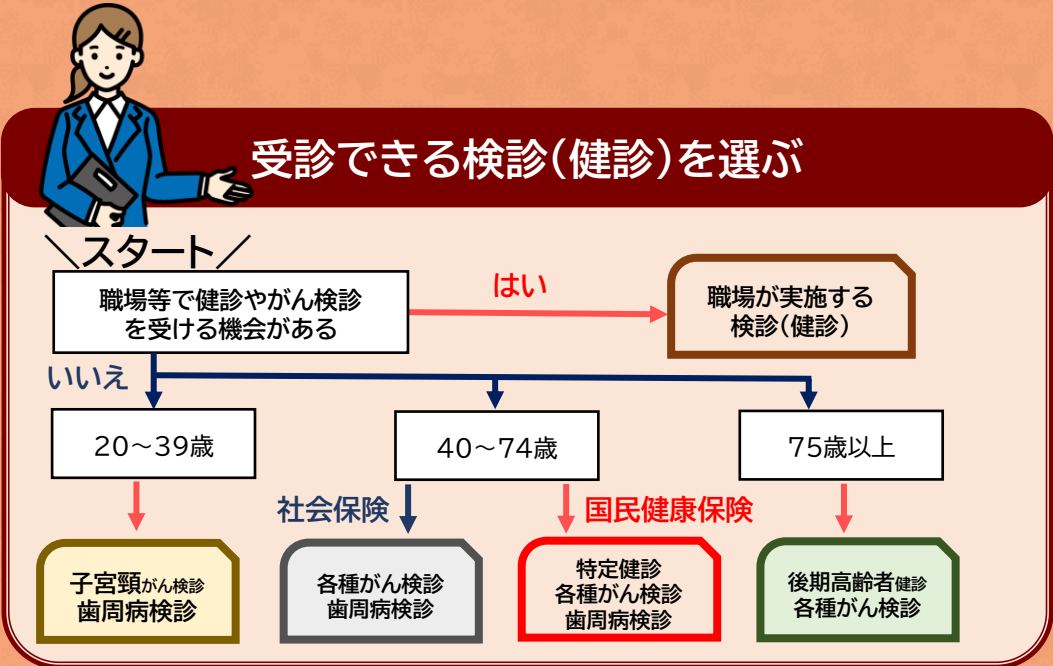 受診できる検診(健診)を選ぶ
＼スタート／
職場等で健診やがん検診
を受ける機会がある
はい
職場が実施する
検診(健診)
いいえ
20～39歳
40～74歳
75歳以上
社会保険
国民健康保険
子宮頸がん検診
歯周病検診
各種がん検診
歯周病検診
特定健診
各種がん検診
歯周病検診
後期高齢者健診
各種がん検診